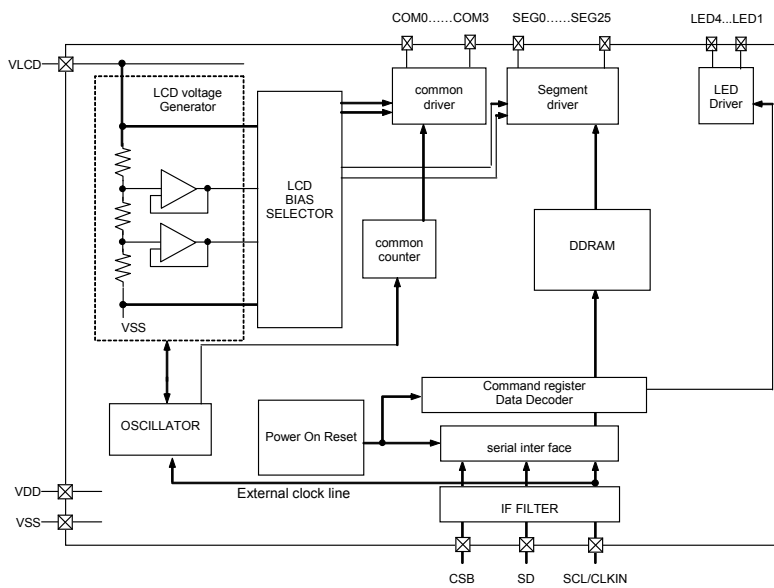 COM0......COM3
SEG0......SEG25
LED4...LED1
VLCD
LCD voltage
Generator
common
driver
Segment
driver
LED
Driver
LCD
BIAS
SELECTOR
common
counter
DDRAM
VSS
Command register
Data Decoder
OSCILLATOR
Power On Reset
serial inter face
VDD
External clock line
IF FILTER
VSS
CSB
SD
SCL/CLKIN